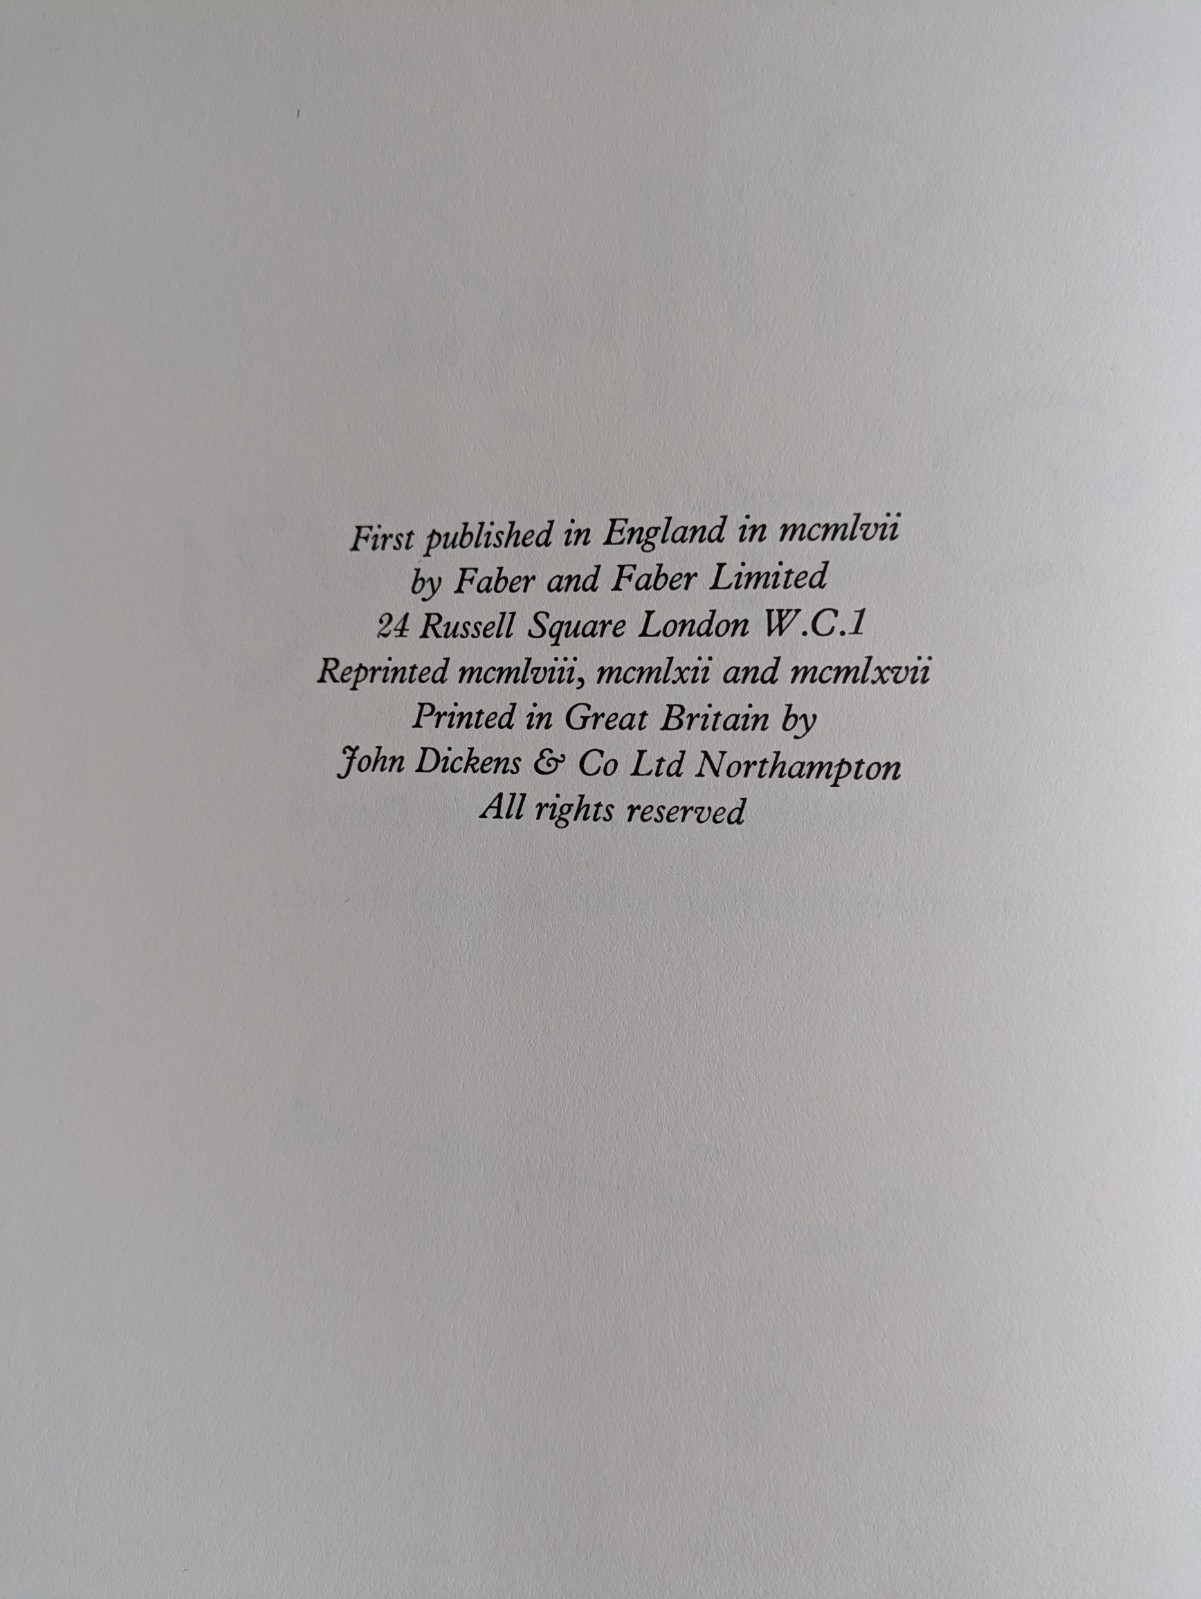 First published in England in mcmlvii
by Faber and Faber Limited
24 Russell Square London W.C.1
Reprinted mcmlviii, mcmlxii and mcmlxvii
Printed in Great Britain by
John Dickens & Co Ltd Northampton
All rights reserved